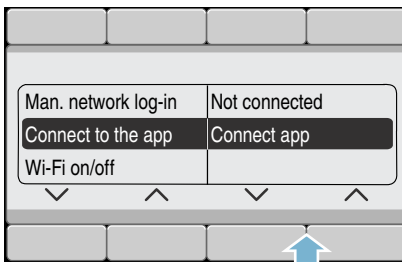 Man. network log-in Not connected
Connect to the app Connect app
Wi-Fi on/off